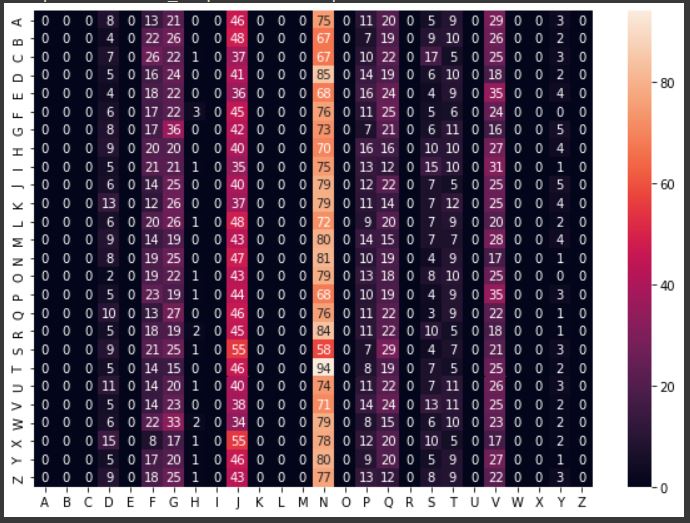 A 0 0 0 8 0 13 21 0 0 46 0 0 0 75 0 11 20 0 5 9 0 29 0 0 3 0
B 0 0 0 4 0 22 26 0 0 48 0 0 0 67 0 7 19 0 9 10 0 26 0 0 2 0
C 0 0 0 7 0 26 22 1 0 37 0 0 0 67 0 10 22 0 17 5 0 25 0 0 3 0
D 0 0 0 5 0 16 24 0 0 41 0 0 0 85 0 14 19 0 6 10 0 18 0 0 2 0
E 0 0 0 4 0 18 22 0 0 36 0 0 0 68 0 16 24 0 4 9 0 35 0 0 4 0
F 0 0 0 6 0 17 22 3 0 45 0 0 0 76 0 11 25 0 5 6 0 24 0 0 0 0
G 0 0 0 8 0 17 36 0 0 42 0 0 0 73 0 7 21 0 6 11 0 16 0 0 5 0
H 0 0 0 9 0 20 20 0 0 40 0 0 0 70 0 16 16 0 10 10 0 27 0 0 4 0
I 0 0 0 5 0 21 21 1 0 35 0 0 0 75 0 13 12 0 15 10 0 31 0 0 1 0
J 0 0 0 6 0 14 25 0 0 40 0 0 0 79 0 12 22 0 7 5 0 25 0 0 5 0
K 0 0 0 13 0 12 26 0 0 37 0 0 0 79 0 11 14 0 7 12 0 25 0 0 4 0
L 0 0 0 6 0 20 26 1 0 48 0 0 0 72 0 9 20 0 7 9 0 20 0 0 2 0
M 0 0 0 9 0 14 19 0 0 43 0 0 0 80 0 14 15 0 7 7 0 28 0 0 4 0
N 0 0 0 8 0 19 25 0 0 47 0 0 0 81 0 10 19 0 4 9 0 17 0 0 1 0
O 0 0 0 2 0 19 22 1 0 43 0 0 0 79 0 13 18 0 8 10 0 25 0 0 0 0
P 0 0 0 5 0 23 19 1 0 44 0 0 0 68 0 10 19 0 4 9 0 35 0 0 3 0
Q 0 0 0 10 0 13 27 0 0 46 0 0 0 76 0 11 22 0 3 9 0 22 0 0 1 0
R 0 0 0 5 0 18 19 2 0 45 0 0 0 84 0 11 22 0 10 5 0 18 0 0 1 0
S 0 0 0 9 0 21 25 1 0 55 0 0 0 58 0 7 29 0 4 7 0 21 0 0 3 0
T 0 0 0 5 0 14 15 0 0 46 0 0 0 94 0 8 19 0 7 5 0 25 0 0 2 0
U 0 0 0 11 0 14 20 1 0 40 0 0 0 74 0 11 22 0 7 11 0 26 0 0 3 0
V 0 0 0 5 0 14 23 0 0 38 0 0 0 71 0 14 24 0 13 11 0 25 0 0 2 0
W 0 0 0 6 0 22 33 2 0 34 0 0 0 79 0 8 15 0 6 10 0 23 0 0 2 0
X 0 0 0 15 0 8 17 1 0 55 0 0 0 78 0 12 20 0 10 5 0 17 0 0 2 0
Y 0 0 0 5 0 17 20 1 0 46 0 0 0 80 0 9 20 0 5 9 0 27 0 0 1 0
Z 0 0 0 9 0 18 25 1 0 43 0 0 0 77 0 13 12 0 8 9 0 22 0 0 3 0
A B C D E F G H I J K L M N O P Q R S T U V W X Y Z
80
60
40
20
0